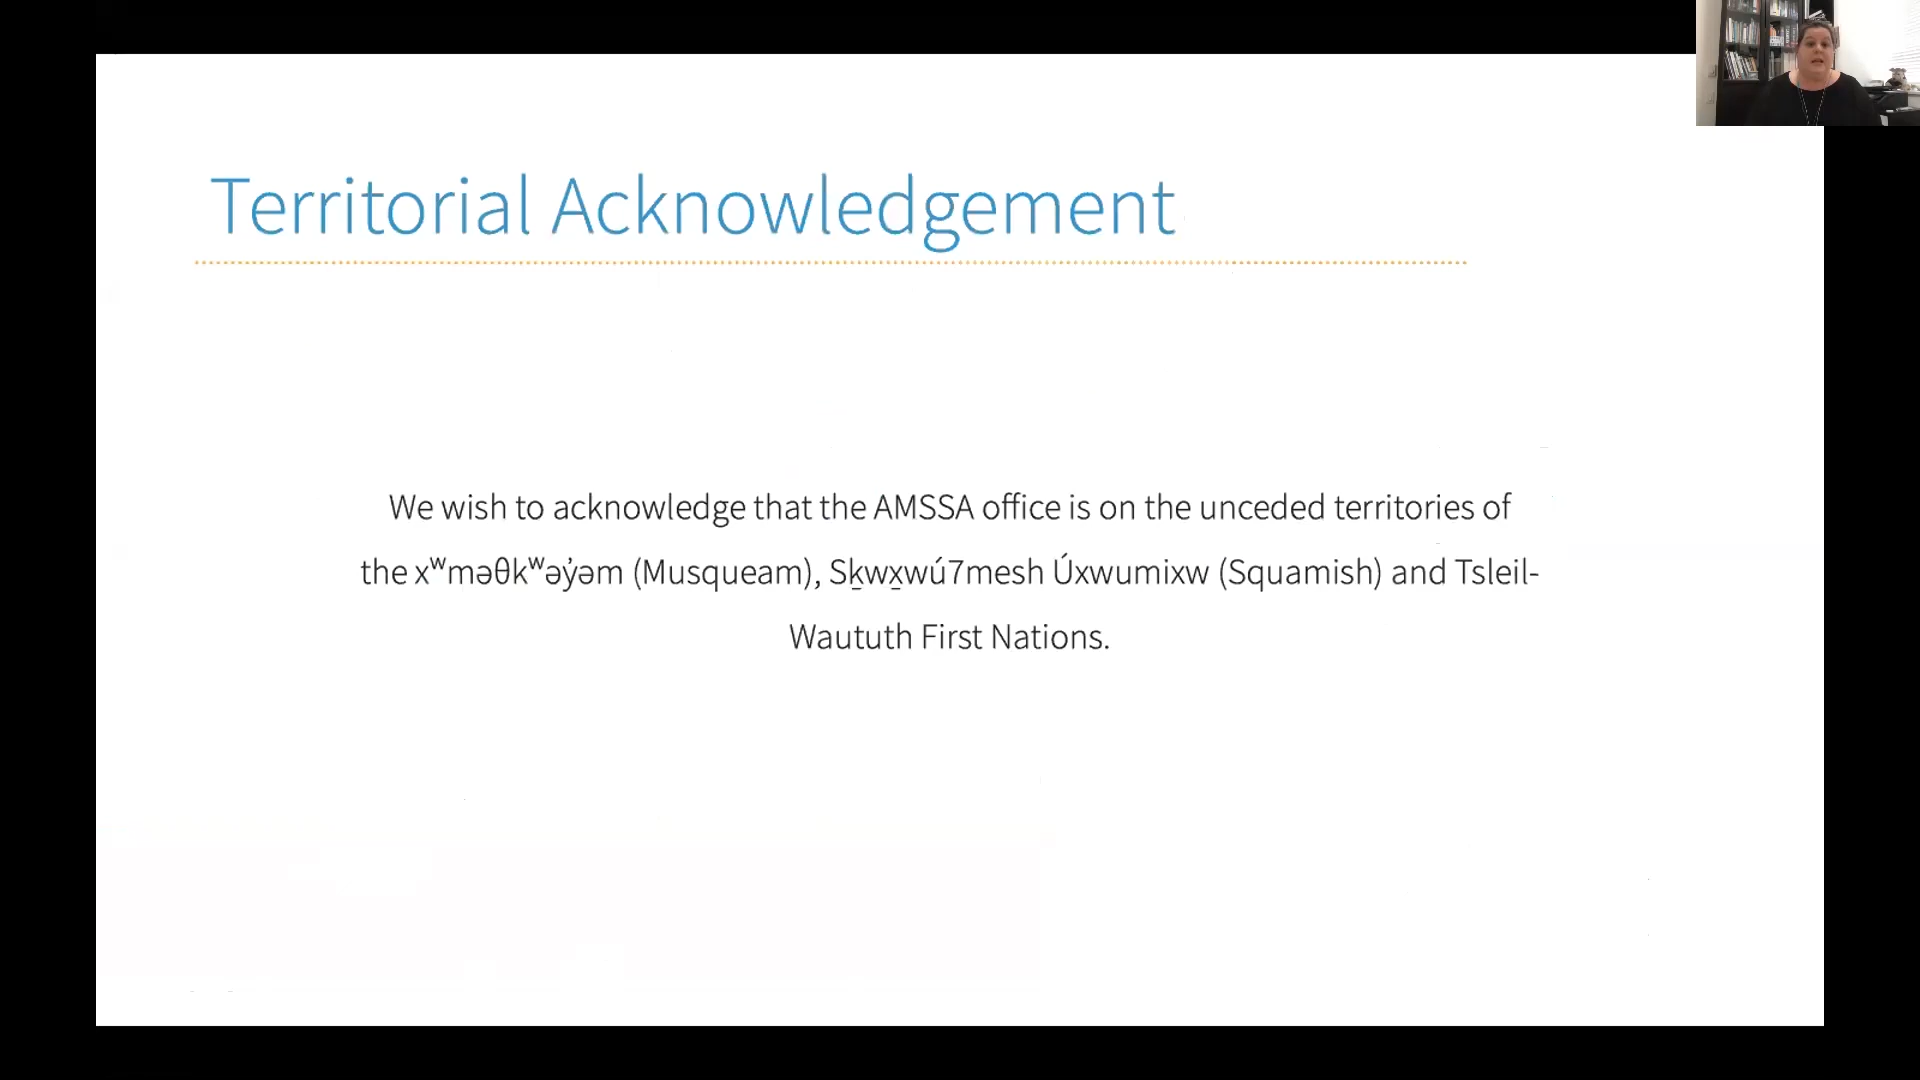 Territorial Acknowledgement
We wish to acknowledge that the AMSSA office is on the unceded territories of
the xʷməθkʷəy̓əm (Musqueam), Sḵwx̱wú7mesh Úxwumixw (Squamish) and Tsleil-
Waututh First Nations.